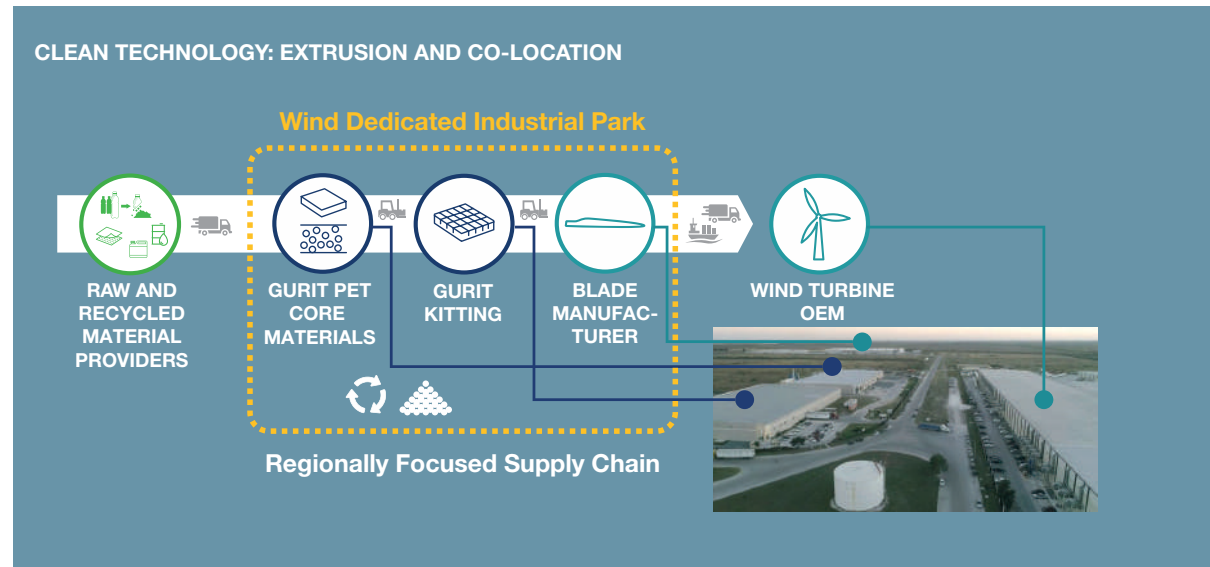 CLEAN TECHNOLOGY: EXTRUSION AND CO-LOCATION
Wind Dedicated Industrial Park
RAW AND
RECYCLED
MATERIAL
PROVIDERS
GURIT PET
CORE
MATERIALS
GURIT
KITTING
BLADE
MANUFAC-
TURER
WIND TURBINE
OEM
Regionally Focused Supply Chain